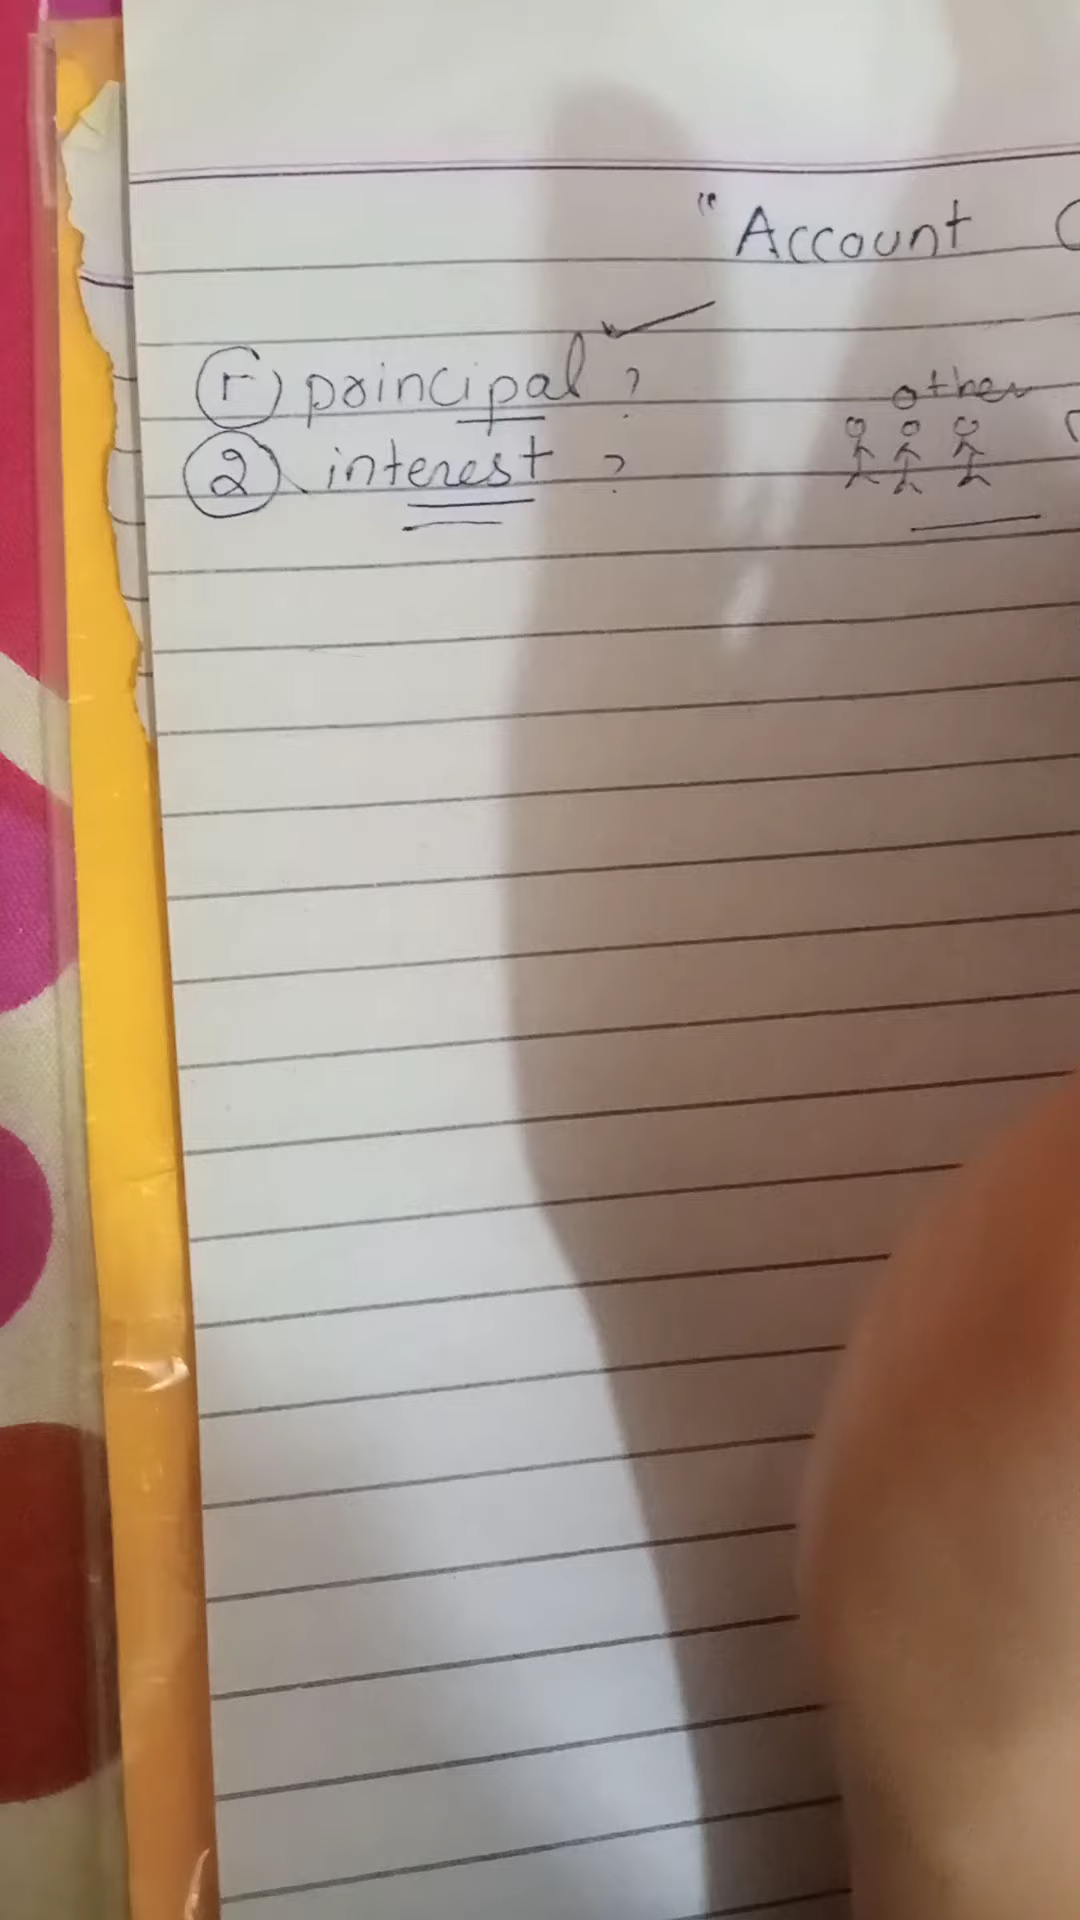 " Account
① principal ?
other
② interest ?